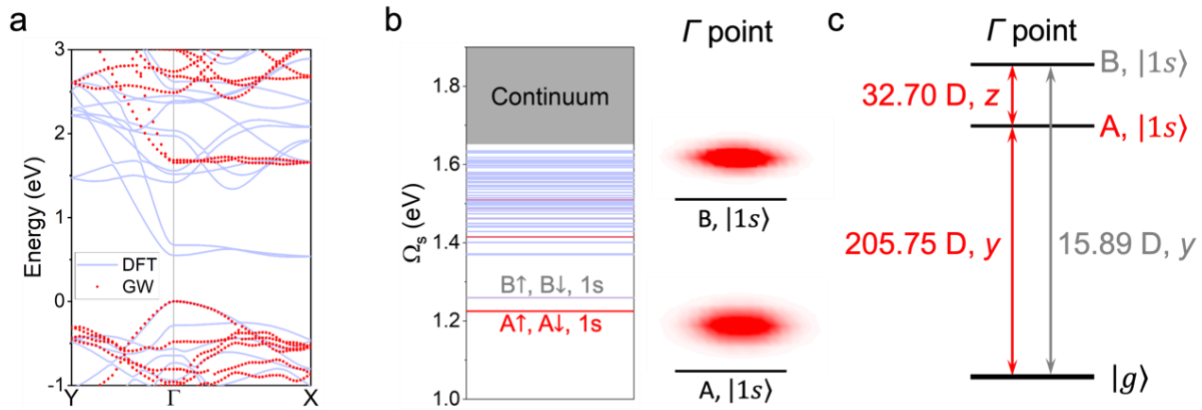 a
3
2
1
0
-1
Energy (eV)
DFT
GW
Y
Γ
X
b
1.8
1.6
1.4
1.2
1.0
Ωs (eV)
Continuum
B↑, B↓, 1s
A↑, A↓, 1s
Γ point
B, |1s⟩
A, |1s⟩
c
Γ point
B, |1s⟩
32.70 D, z
A, |1s⟩
205.75 D, y
15.89 D, y
|g⟩